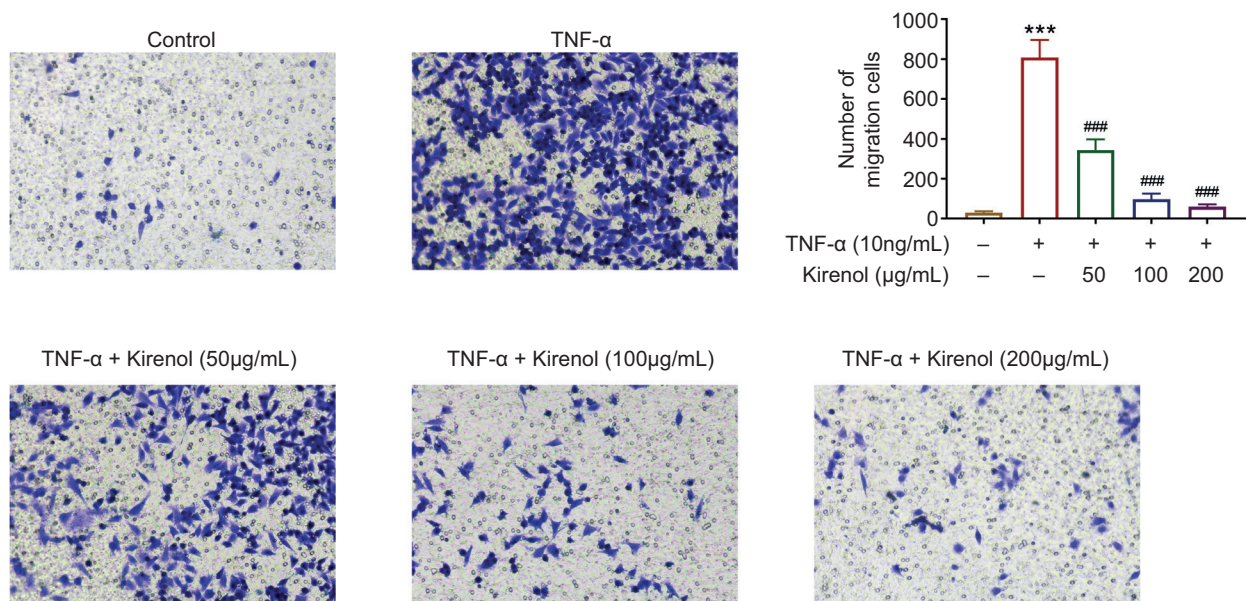 Control
TNF-α
Number of
migration cells
1000
800
600
400
200
0
***
###
###
###
TNF-α (10ng/mL) – + + + +
Kirenol (μg/mL) – – 50 100 200
TNF-α + Kirenol (50μg/mL)
TNF-α + Kirenol (100μg/mL)
TNF-α + Kirenol (200μg/mL)